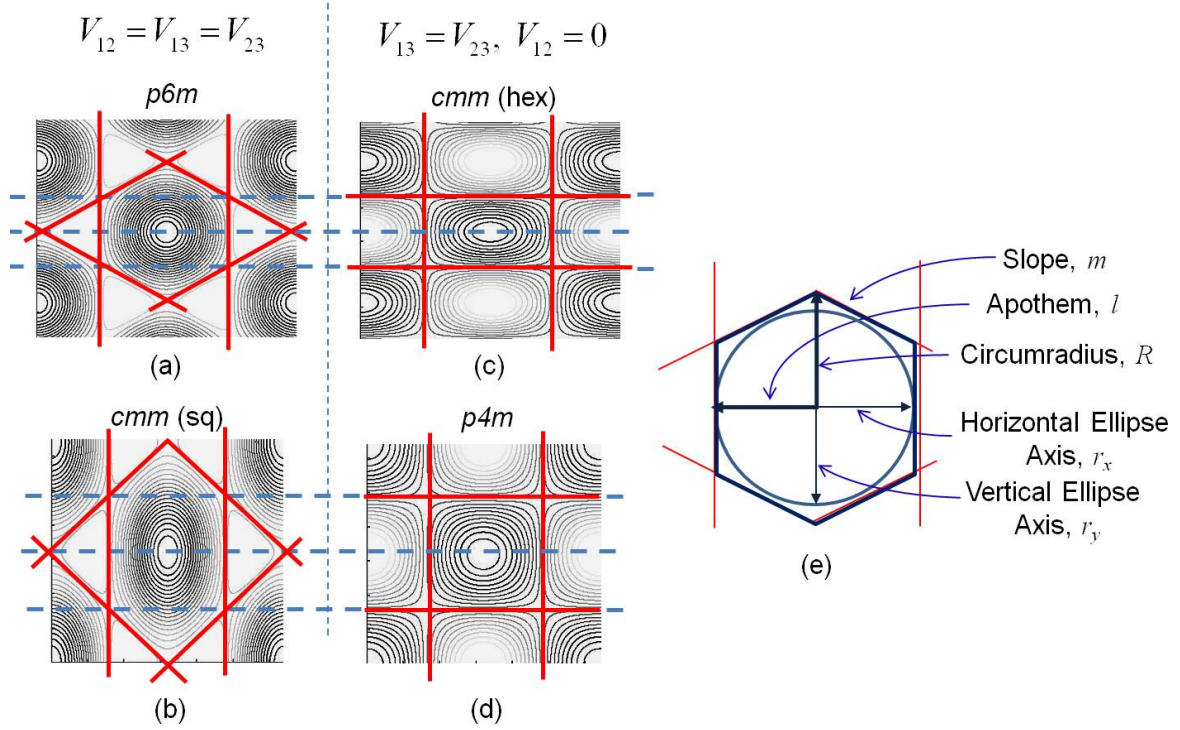 V₁₂ = V₁₃ = V₂₃
V₁₃ = V₂₃, V₁₂ = 0
p6m
cmm (hex)
(a)
(c)
cmm (sq)
p4m
(b)
(d)
Slope, m
Apothem, l
Circumradius, R
Horizontal Ellipse
Axis, rₓ
Vertical Ellipse
Axis, r_y
(e)